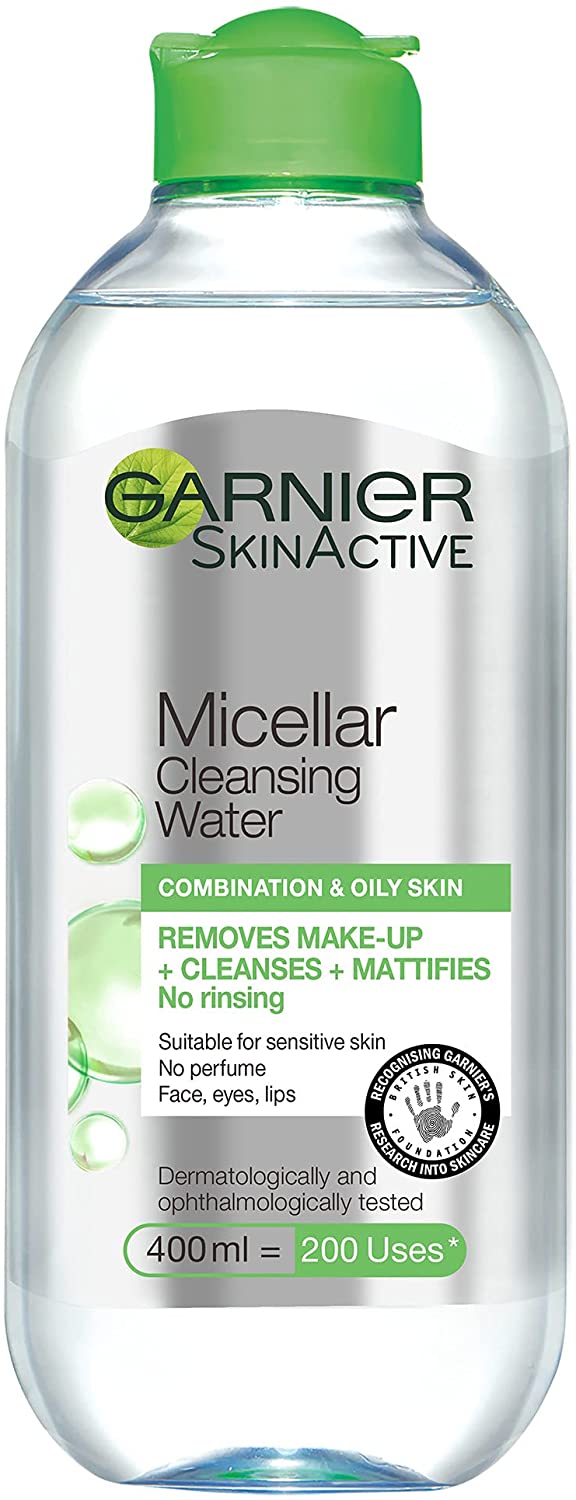 GARNIER
SKINACTIVE
Micellar
Cleansing
Water
COMBINATION & OILY SKIN
REMOVES MAKE-UP
+ CLEANSES + MATTIFIES
No rinsing
Suitable for sensitive skin
No perfume
Face, eyes, lips
RECOGNISING GARNIER'S
BRITISH SKIN
FOUNDATION
RESEARCH INTO SKINCARE
Dermatologically and
ophthalmologically tested
400ml = 200 Uses*